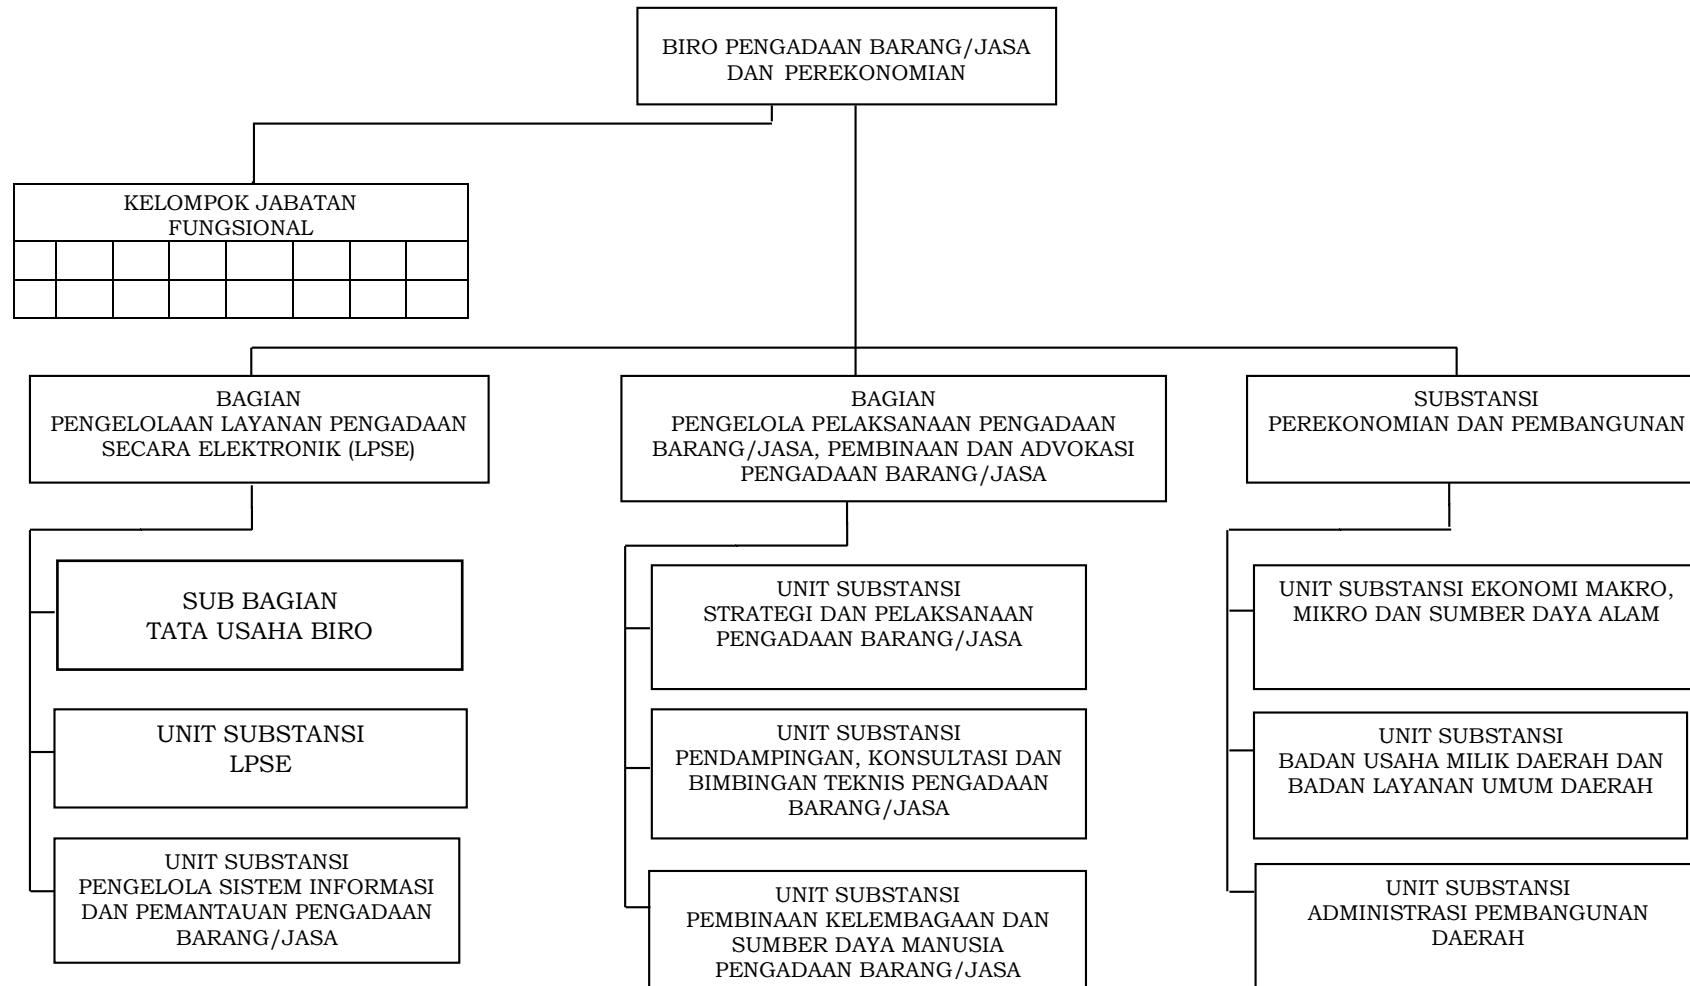 BIRO PENGADAAN BARANG/JASA
DAN PEREKONOMIAN
KELOMPOK JABATAN
FUNGSIONAL
BAGIAN
PENGELOLAAN LAYANAN PENGADAAN
SECARA ELEKTRONIK (LPSE)
SUB BAGIAN
TATA USAHA BIRO
UNIT SUBSTANSI
LPSE
UNIT SUBSTANSI
PENGELOLA SISTEM INFORMASI
DAN PEMANTAUAN PENGADAAN
BARANG/JASA
BAGIAN
PENGELOLA PELAKSANAAN PENGADAAN
BARANG/JASA, PEMBINAAN DAN ADVOKASI
PENGADAAN BARANG/JASA
UNIT SUBSTANSI
STRATEGI DAN PELAKSANAAN
PENGADAAN BARANG/JASA
UNIT SUBSTANSI
PENDAMPINGAN, KONSULTASI DAN
BIMBINGAN TEKNIS PENGADAAN
BARANG/JASA
UNIT SUBSTANSI
PEMBINAAN KELEMBAGAAN DAN
SUMBER DAYA MANUSIA
PENGADAAN BARANG/JASA
SUBSTANSI
PEREKONOMIAN DAN PEMBANGUNAN
UNIT SUBSTANSI EKONOMI MAKRO,
MIKRO DAN SUMBER DAYA ALAM
UNIT SUBSTANSI
BADAN USAHA MILIK DAERAH DAN
BADAN LAYANAN UMUM DAERAH
UNIT SUBSTANSI
ADMINISTRASI PEMBANGUNAN
DAERAH